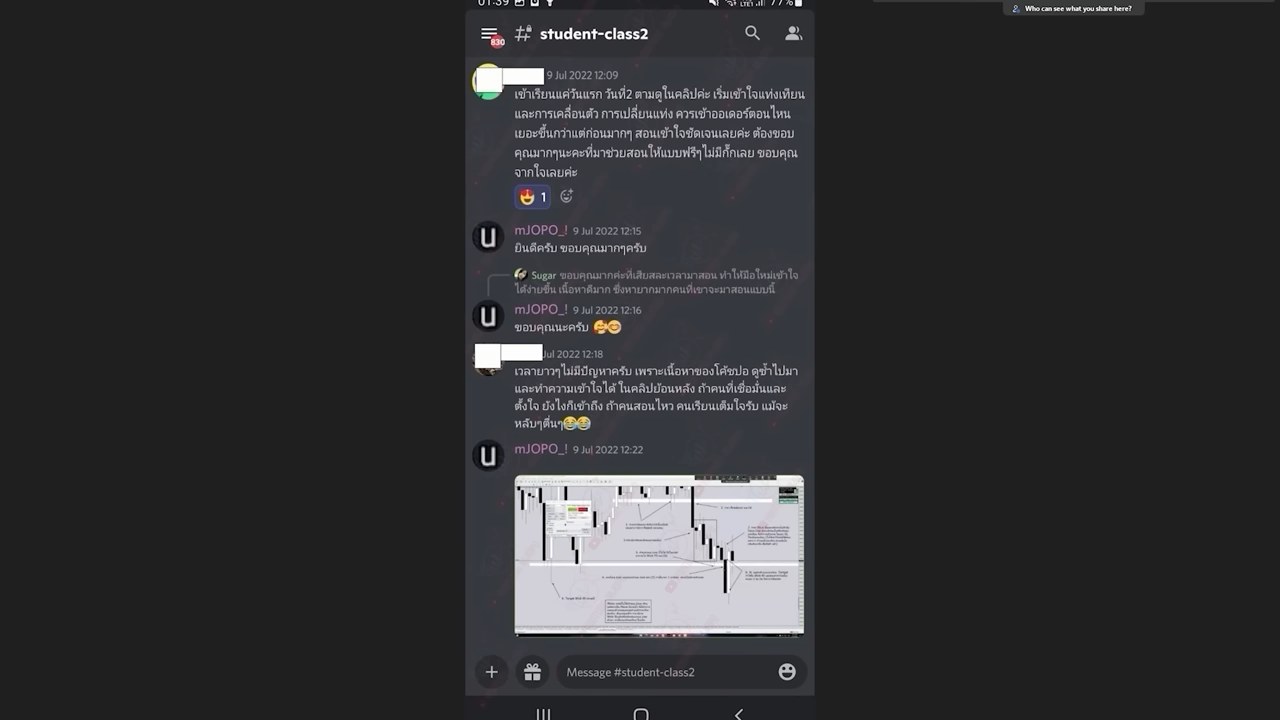 01:39
77%
Who can see what you share here?
830
student-class2
9 Jul 2022 12:09
เข้าเรียนแค่วันแรก วันที่2 ตามดูในคลิปค่ะ เริ่มเข้าใจแท่งเทียน
และการเคลื่อนตัว การเปลี่ยนแท่ง ควรเข้าออเดอร์ตอนไหน
เยอะขึ้นกว่าแต่ก่อนมากๆ สอนเข้าใจชัดเจนเลยค่ะ ต้องขอบ
คุณมากๆนะคะที่มาช่วยสอนให้แบบฟรีๆไม่มีกั๊กเลย ขอบคุณ
จากใจเลยค่ะ
1
mJOPO_! 9 Jul 2022 12:15
ยินดีครับ ขอบคุณมากๆครับ
Sugar ขอบคุณมากค่ะที่เสียสละเวลามาสอน ทำให้มือใหม่เข้าใจ
ได้ง่ายขึ้น เนื้อหาดีมาก ซึ่งหายากมากคนที่เขาจะมาสอนแบบนี้
mJOPO_! 9 Jul 2022 12:16
ขอบคุณนะครับ 🥰😊
Jul 2022 12:18
เวลายาวๆไม่มีปัญหาครับ เพราะเนื้อหาของโค้ชปอ ดูซ้ำไปมา
และทำความเข้าใจได้ ในคลิปย้อนหลัง ถ้าคนที่เชื่อมั่นและ
ตั้งใจ ยังไงก็เข้าถึง ถ้าคนสอนไหว คนเรียนเต็มใจรับ แม้จะ
หลับๆตื่นๆ😂😂
mJOPO_! 9 Jul 2022 12:22
Message #student-class2